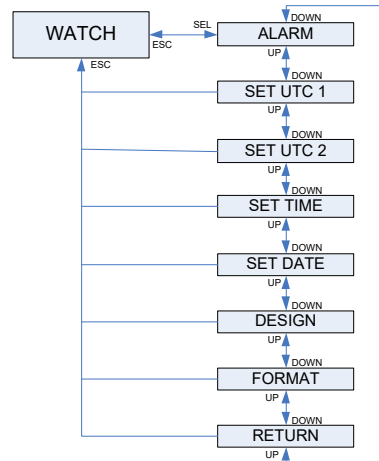 DOWN
WATCH
SEL
ESC
ALARM
UP
ESC
DOWN
SET UTC 1
UP
DOWN
SET UTC 2
UP
DOWN
SET TIME
UP
DOWN
SET DATE
UP
DOWN
DESIGN
UP
DOWN
FORMAT
UP
DOWN
RETURN
UP